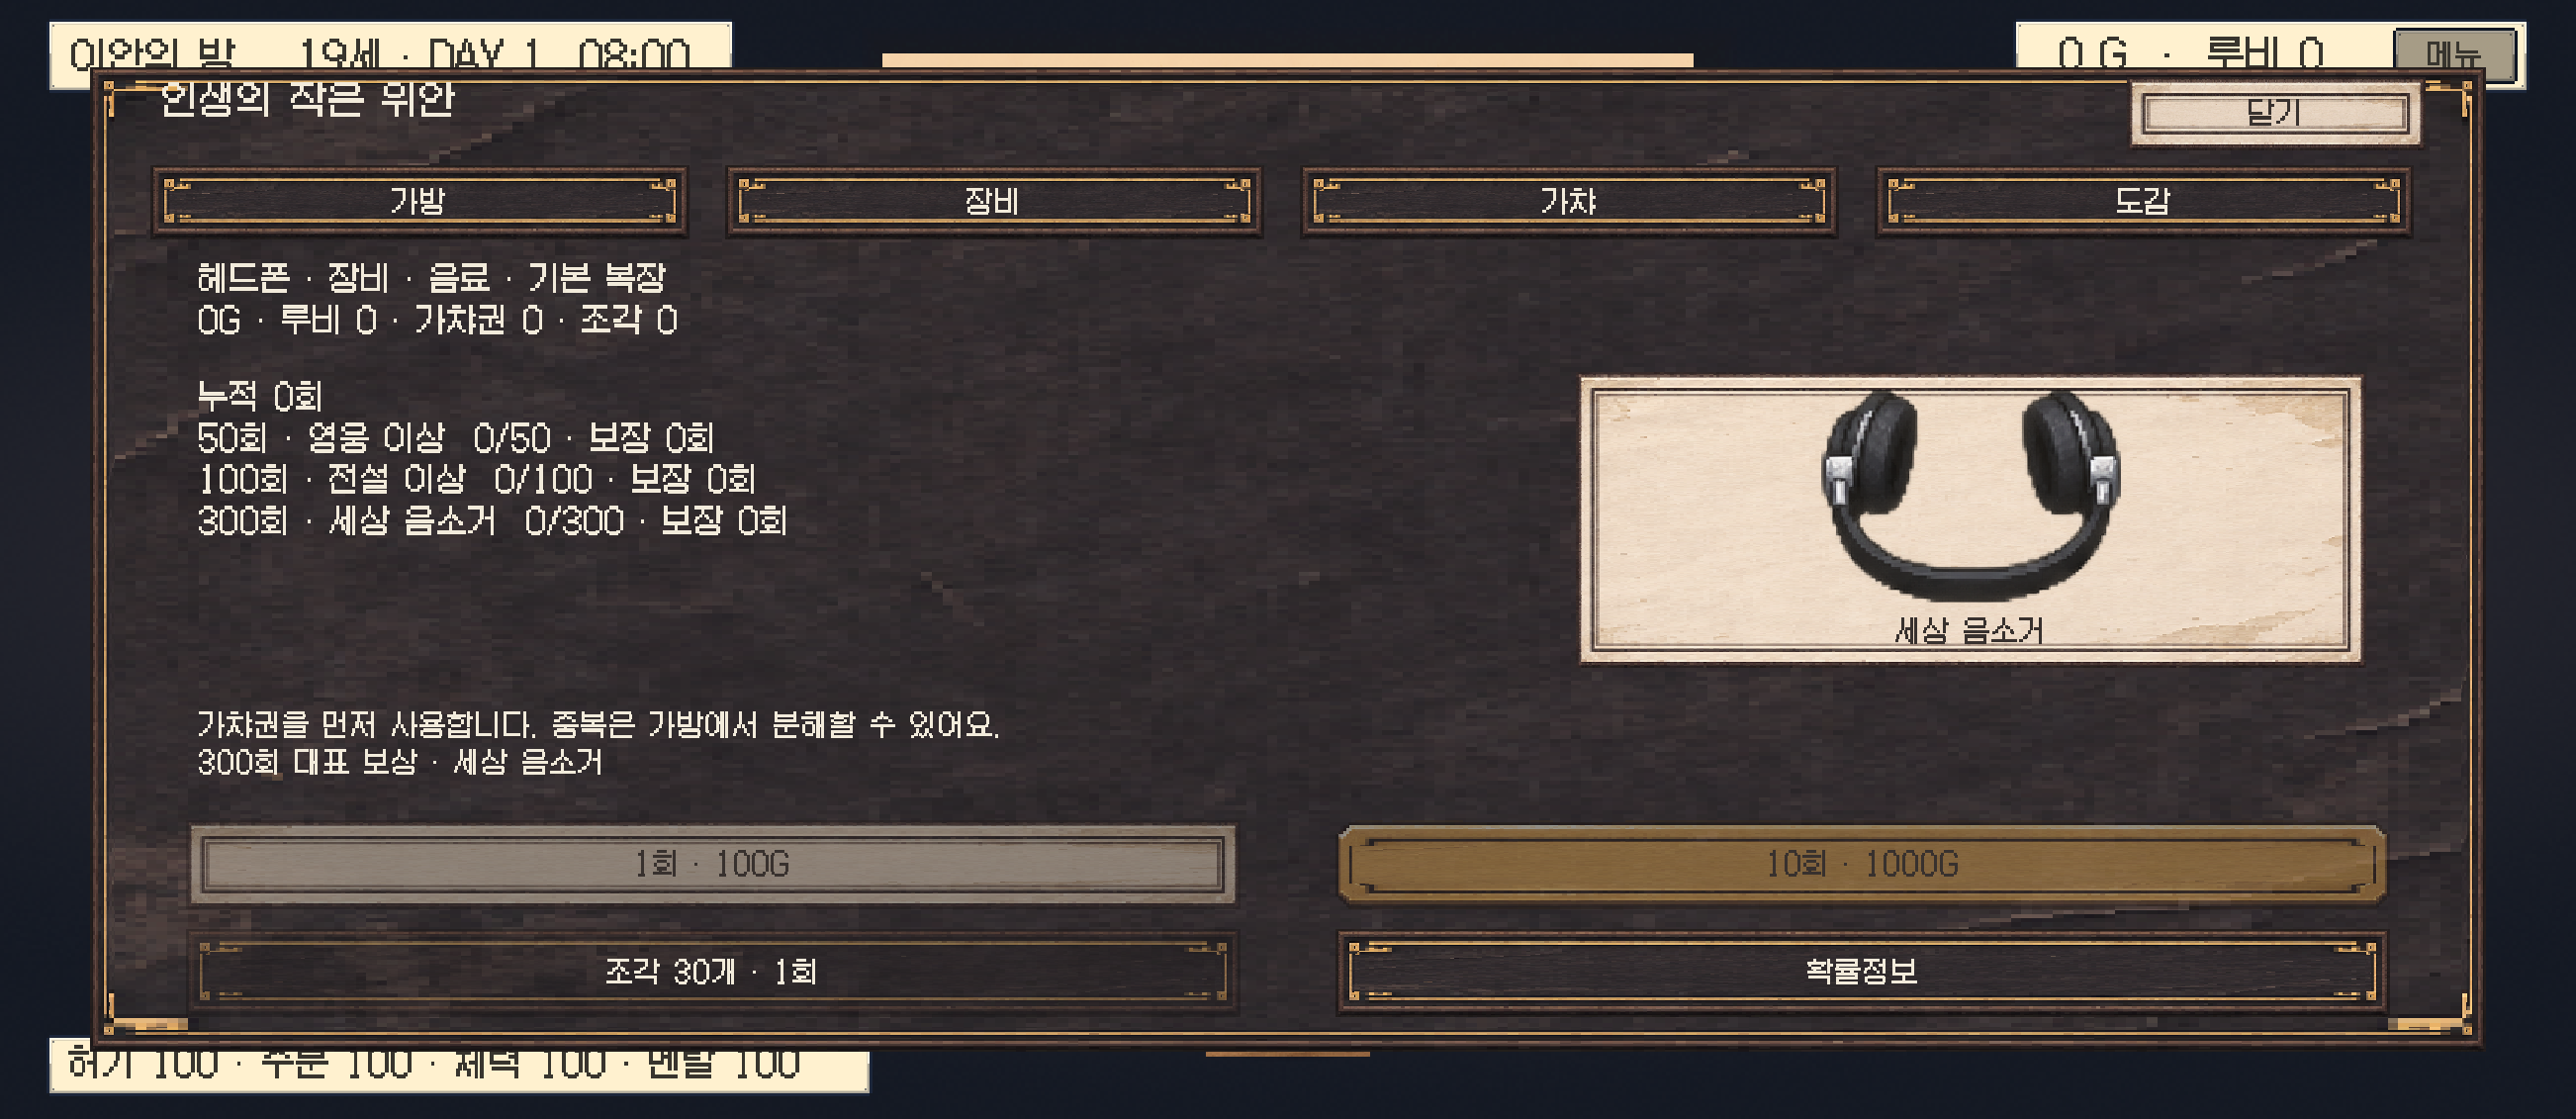 이안의 방 19세 · DAY 1 08:00
0 G · 루비 0 메뉴
인생의 작은 위안
닫기
가방 장비 가챠 도감
헤드폰 · 장비 · 음료 · 기본 복장
0G · 루비 0 · 가챠권 0 · 조각 0
누적 0회
50회 · 영웅 이상 0/50 · 보장 0회
100회 · 전설 이상 0/100 · 보장 0회
300회 · 세상 음소거 0/300 · 보장 0회
세상 음소거
가챠권을 먼저 사용합니다. 중복은 가방에서 분해할 수 있어요.
300회 대표 보상 · 세상 음소거
1회 · 100G 10회 · 1000G
조각 30개 · 1회 확률정보
허기 100 · 수분 100 · 체력 100 · 멘탈 100